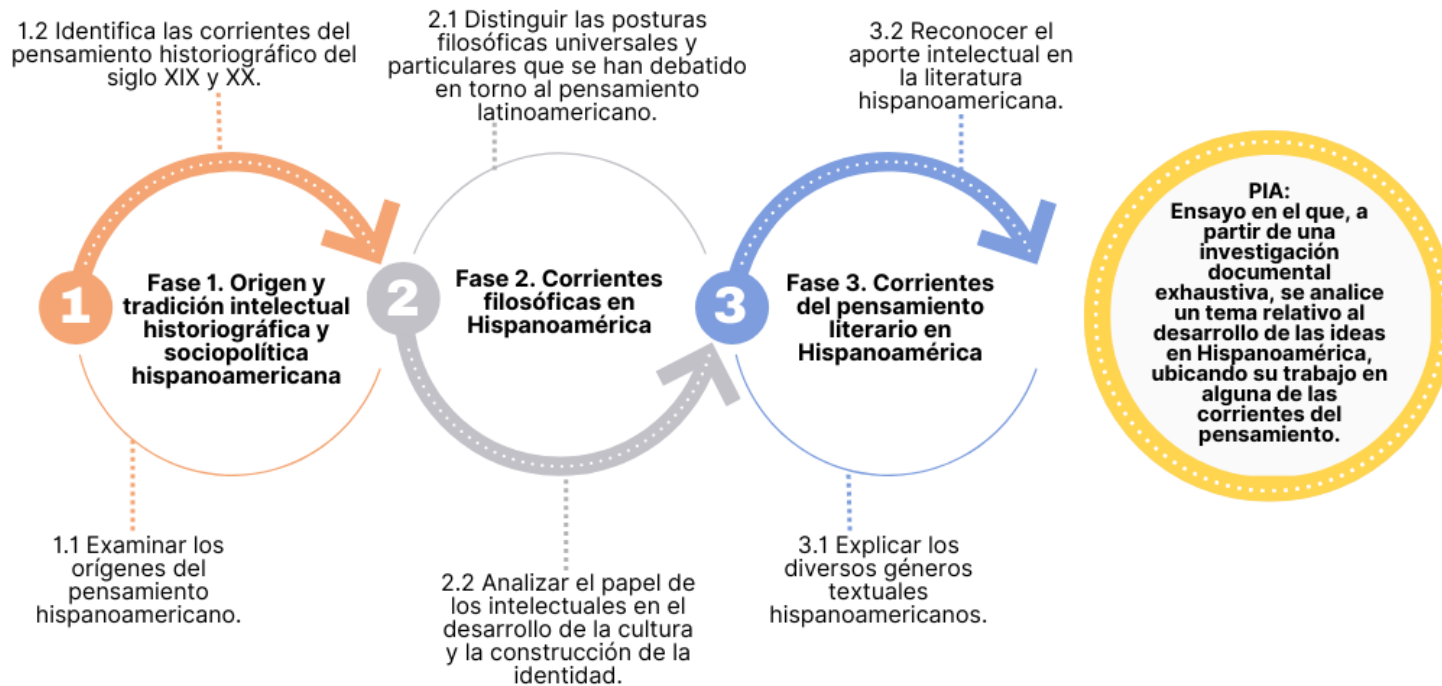 1.2 Identifica las corrientes del
pensamiento historiográfico del
siglo XIX y XX.
2.1 Distinguir las posturas
filosóficas universales y
particulares que se han debatido
en torno al pensamiento
latinoamericano.
3.2 Reconocer el
aporte intelectual en
la literatura
hispanoamericana.
1
Fase 1. Origen y
tradición intelectual
historiográfica y
sociopolítica
hispanoamericana
2
Fase 2. Corrientes
filosóficas en
Hispanoamérica
3
Fase 3. Corrientes
del pensamiento
literario en
Hispanoamérica
PIA:
Ensayo en el que, a
partir de una
investigación
documental
exhaustiva, se analice
un tema relativo al
desarrollo de las ideas
en Hispanoamérica,
ubicando su trabajo en
alguna de las
corrientes del
pensamiento.
1.1 Examinar los
orígenes del
pensamiento
hispanoamericano.
2.2 Analizar el papel de
los intelectuales en el
desarrollo de la cultura
y la construcción de la
identidad.
3.1 Explicar los
diversos géneros
textuales
hispanoamericanos.